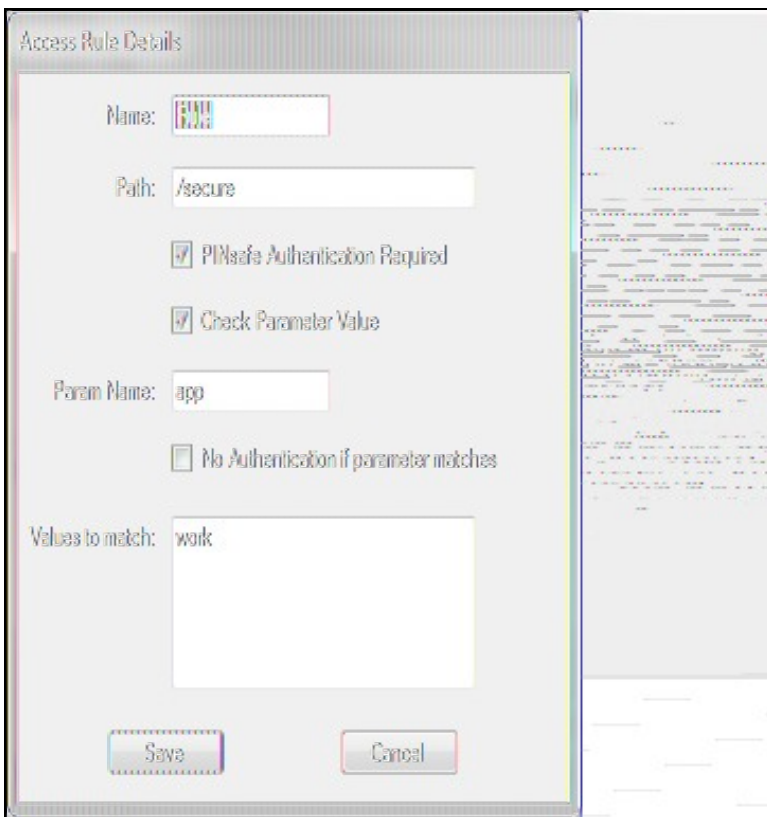 Access Rule Details
Name:
Path: /secure
PINsafe Authentication Required
Check Parameter Value
Param Name: app
No Authentication if parameter matches
Values to match: work
Save Cancel